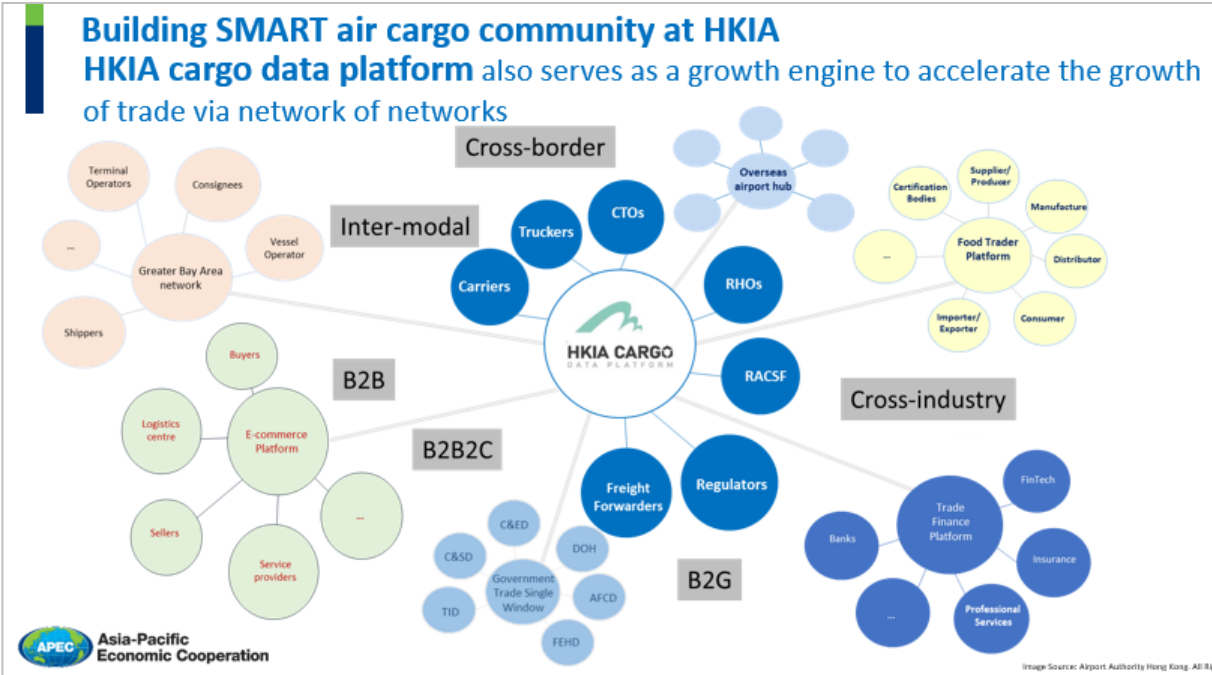 Building SMART air cargo community at HKIA
HKIA cargo data platform also serves as a growth engine to accelerate the growth
of trade via network of networks
Cross-border
Inter-modal
B2B
B2B2C
B2G
Cross-industry
HKIA CARGO
DATA PLATFORM
Carriers
Truckers
CTOs
RHOs
RACSF
Regulators
Freight
Forwarders
Overseas
airport hub
Greater Bay Area
network
Terminal
Operators
Consignees
Vessel
Operator
...
Shippers
E-commerce
Platform
Buyers
Logistics
centre
Sellers
Service
providers
...
Government
Trade Single
Window
C&ED
C&SD
TID
DOH
AFCD
FEHD
Food Trader
Platform
Certification
Bodies
Supplier/
Producer
Manufacture
Distributor
Consumer
Importer/
Exporter
...
Trade
Finance
Platform
FinTech
Insurance
Professional
Services
...
Banks
APEC
Asia-Pacific
Economic Cooperation
Image Source: Airport Authority Hong Kong. All